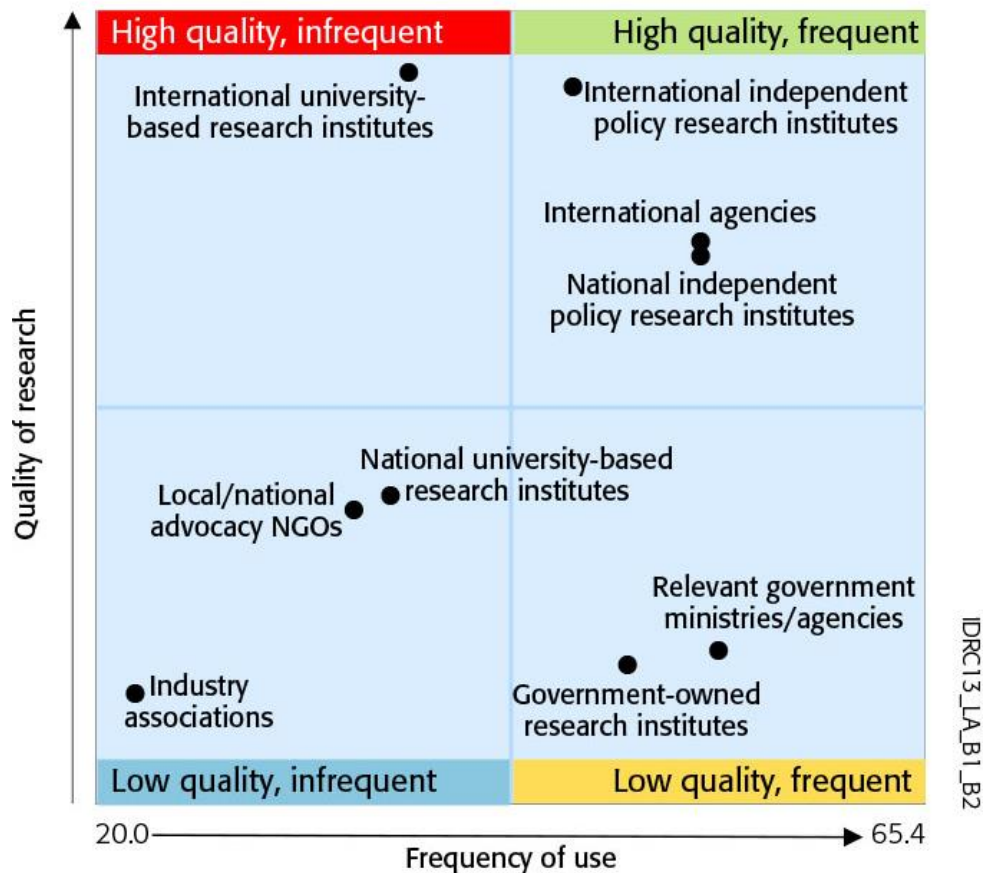 High quality, infrequent
High quality, frequent
International university-
based research institutes
International independent
policy research institutes
International agencies
National independent
policy research institutes
Quality of research
National university-based
research institutes
Local/national
advocacy NGOs
Relevant government
ministries/agencies
Industry
associations
Government-owned
research institutes
Low quality, infrequent
Low quality, frequent
20.0
65.4
Frequency of use
IDRC13_LA_B1_B2